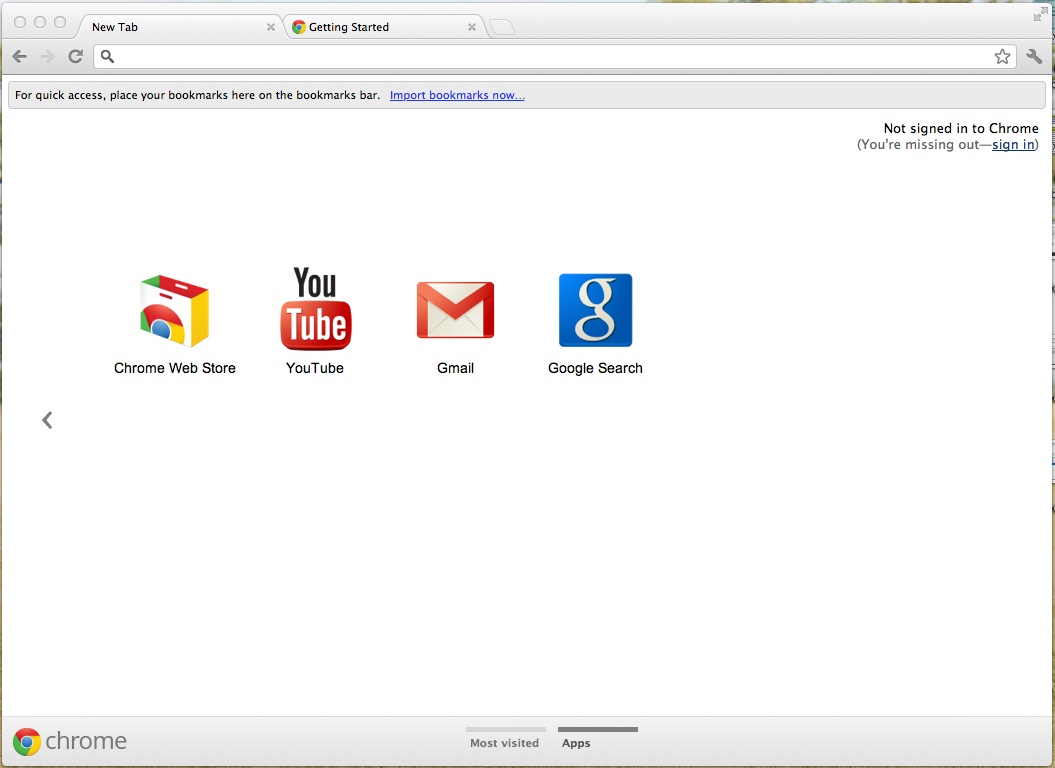 New Tab
Getting Started
For quick access, place your bookmarks here on the bookmarks bar. Import bookmarks now...
Not signed in to Chrome
(You're missing out—sign in)
You
Tube
g
Chrome Web Store
YouTube
Gmail
Google Search
chrome
Most visited
Apps